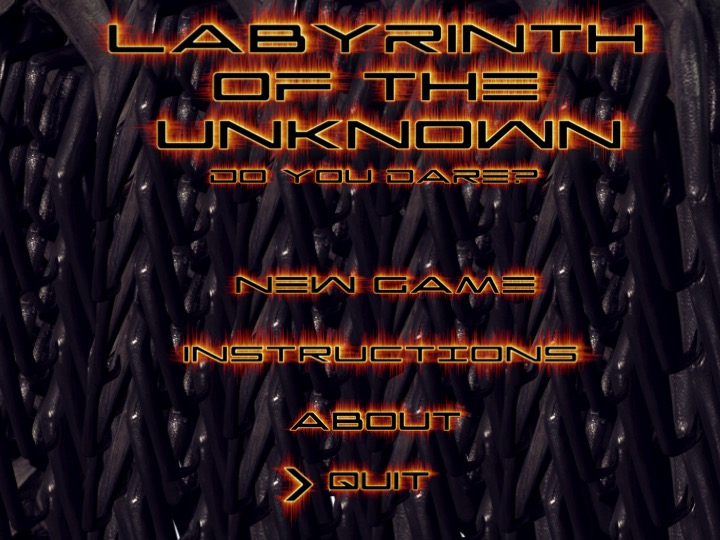 LABYRINTH
OF THE
UNKNOWN
DO YOU DARE?
NEW GAME
INSTRUCTIONS
ABOUT
> QUIT